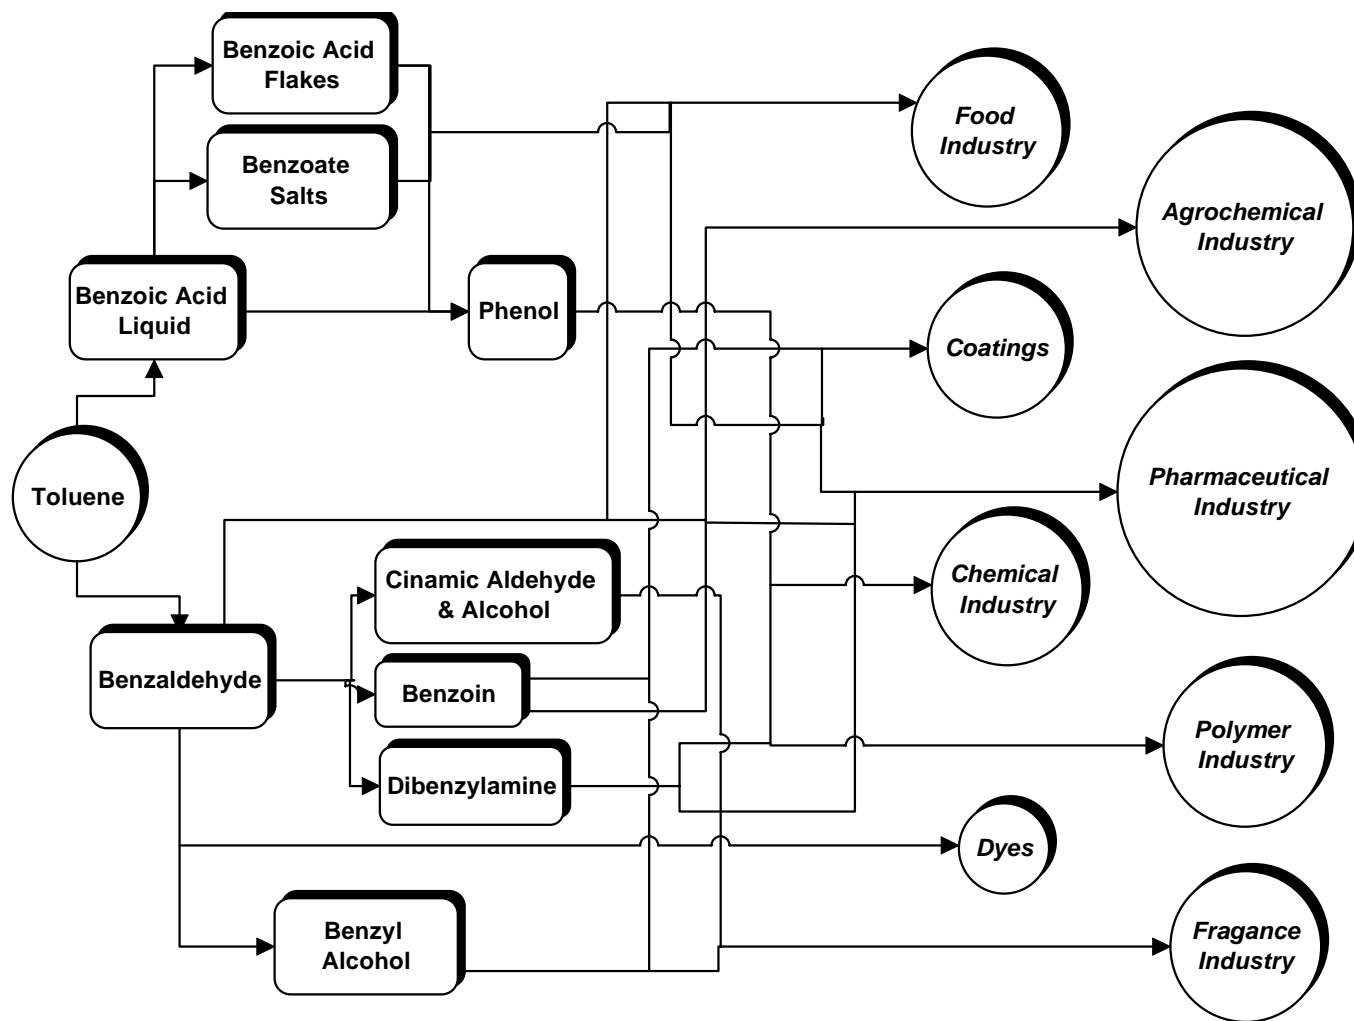 Benzoic Acid
Flakes
Benzoate
Salts
Benzoic Acid
Liquid
Phenol
Toluene
Cinamic Aldehyde
& Alcohol
Benzaldehyde
Benzoin
Dibenzylamine
Benzyl
Alcohol
Food
Industry
Agrochemical
Industry
Coatings
Pharmaceutical
Industry
Chemical
Industry
Polymer
Industry
Dyes
Fragance
Industry